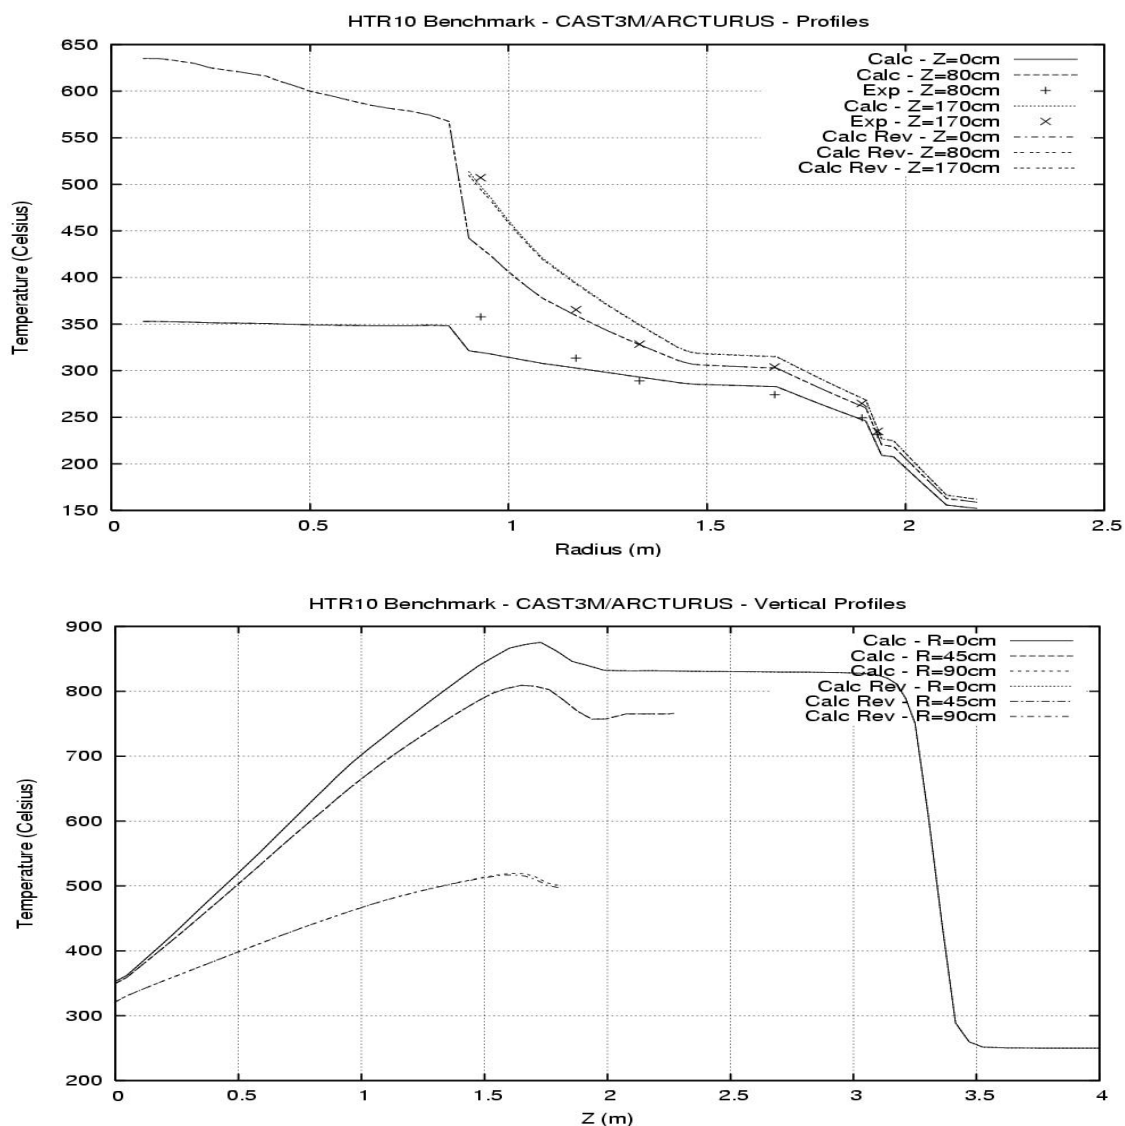 HTR10 Benchmark - CAST3M/ARCTURUS - Profiles
650
600
550
500
450
400
350
300
250
200
150
Temperature (Celsius)
Calc - Z=0cm
Calc - Z=80cm
Exp - Z=80cm
Calc - Z=170cm
Exp - Z=170cm
Calc Rev - Z=0cm
Calc Rev- Z=80cm
Calc Rev - Z=170cm
0 0.5 1 1.5 2 2.5
Radius (m)
HTR10 Benchmark - CAST3M/ARCTURUS - Vertical Profiles
900
800
700
600
500
400
300
200
Temperature (Celsius)
Calc - R=0cm
Calc - R=45cm
Calc - R=90cm
Calc Rev - R=0cm
Calc Rev - R=45cm
Calc Rev - R=90cm
0 0.5 1 1.5 2 2.5 3 3.5 4
Z (m)